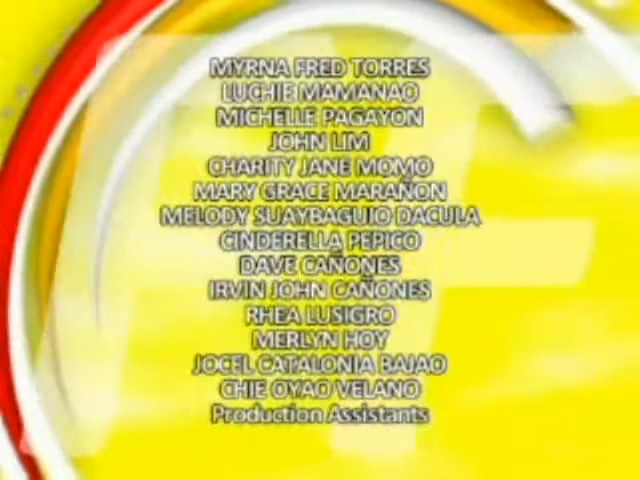 MYRNA FRED TORRES
LUCHIE MAMANAO
MICHELLE PAGAYON
JOHN LIM
CHARITY JANE MOMO
MARY GRACE MARAÑON
MELODY SUAYBAGUIO DACULA
CINDERELLA PEPICO
DAVE CAÑONES
IRVIN JOHN CAÑONES
RHEA LUSIGRO
MERLYN HOY
JOCEL CATALONIA BAJAO
CHIE OYAO VELANO
Production Assistants